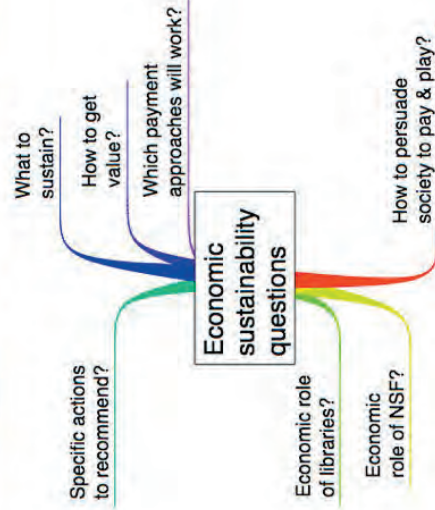 Economic
sustainability
questions
What to
sustain?
How to get
value?
Which payment
approaches will work?
How to persuade
society to pay & play?
Economic
role of NSF?
Economic role
of libraries?
Specific actions
to recommend?